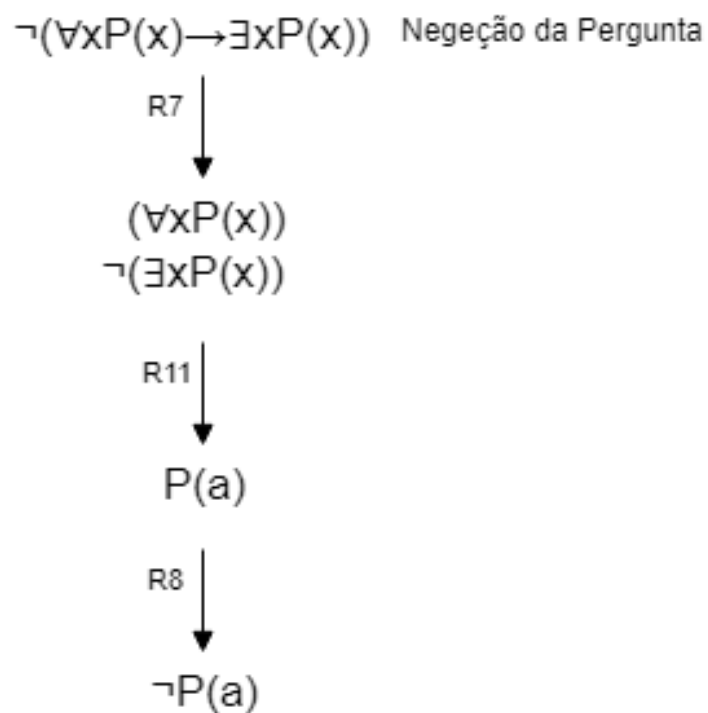 ¬(∀xP(x)→∃xP(x)) Negeção da Pergunta
R7
(∀xP(x))
¬(∃xP(x))
R11
P(a)
R8
¬P(a)